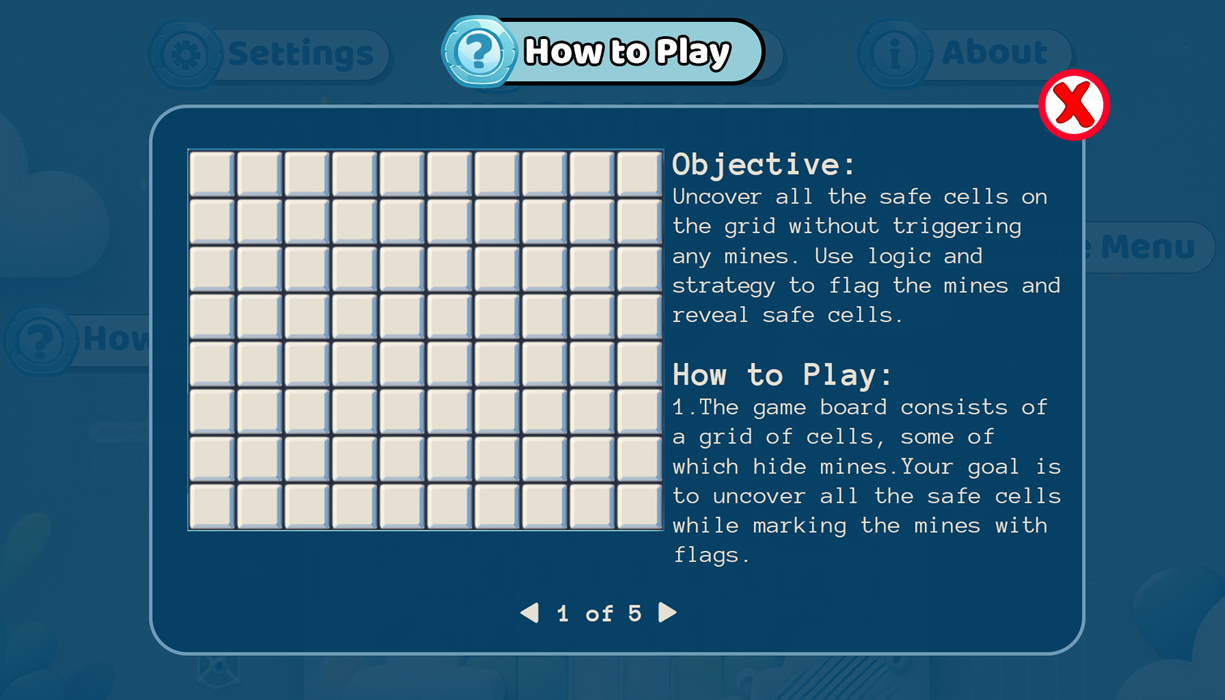 Settings
How to Play
About
Objective:
Uncover all the safe cells on
the grid without triggering
any mines. Use logic and
strategy to flag the mines and
reveal safe cells.
How to Play:
1.The game board consists of
a grid of cells, some of
which hide mines.Your goal is
to uncover all the safe cells
while marking the mines with
flags.
Menu
How
1 of 5